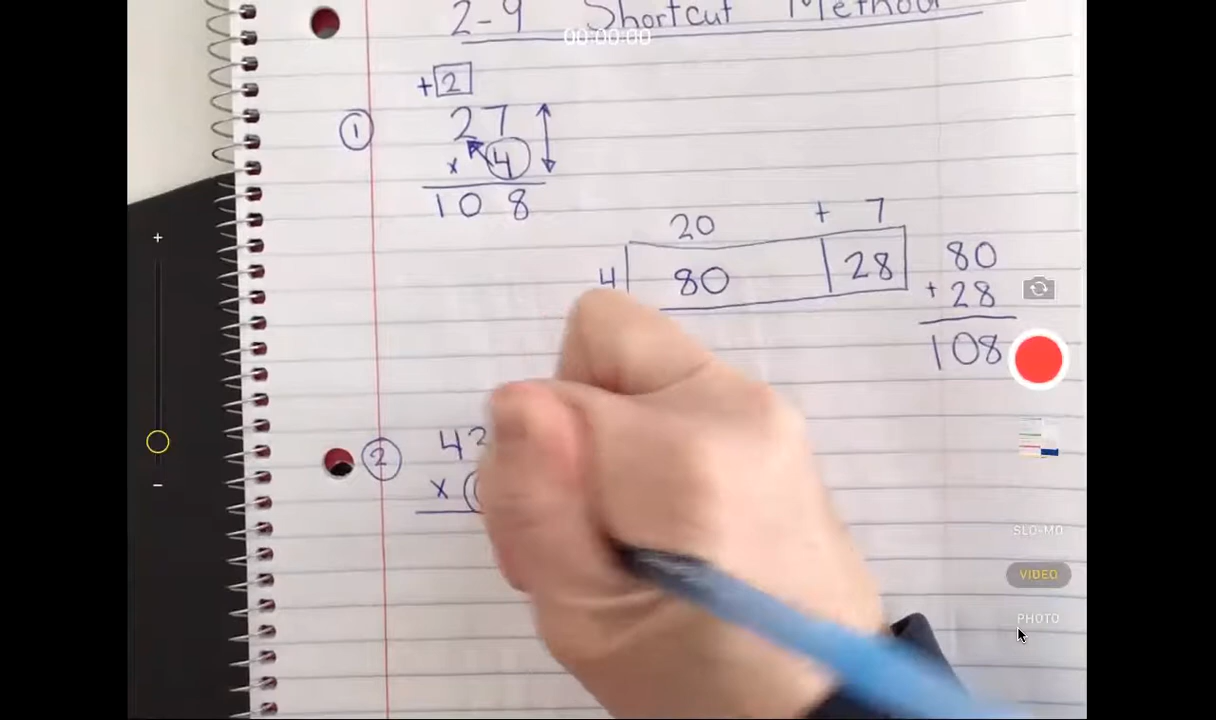 2-9 Shortcut Method
00:00:00
+ 2
1 27
x 4
108
20 + 7
4 80 28 80
+ 28
108
2 42
x
SLO-MO
VIDEO
PHOTO